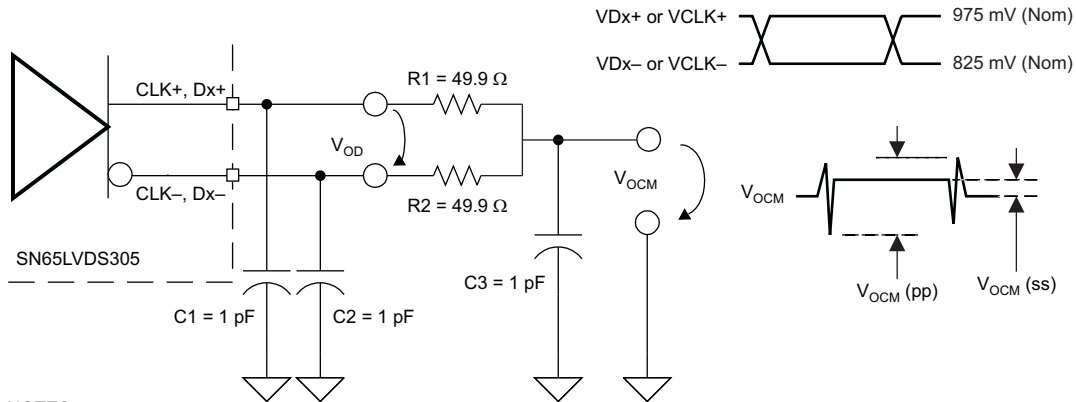 VDx+ or VCLK+
975 mV (Nom)
VDx– or VCLK–
825 mV (Nom)
CLK+, Dx+
R1 = 49.9 Ω
VOD
CLK–, Dx–
R2 = 49.9 Ω
VOCM
VOCM
SN65LVDS305
C1 = 1 pF
C2 = 1 pF
C3 = 1 pF
VOCM (pp)
VOCM (ss)